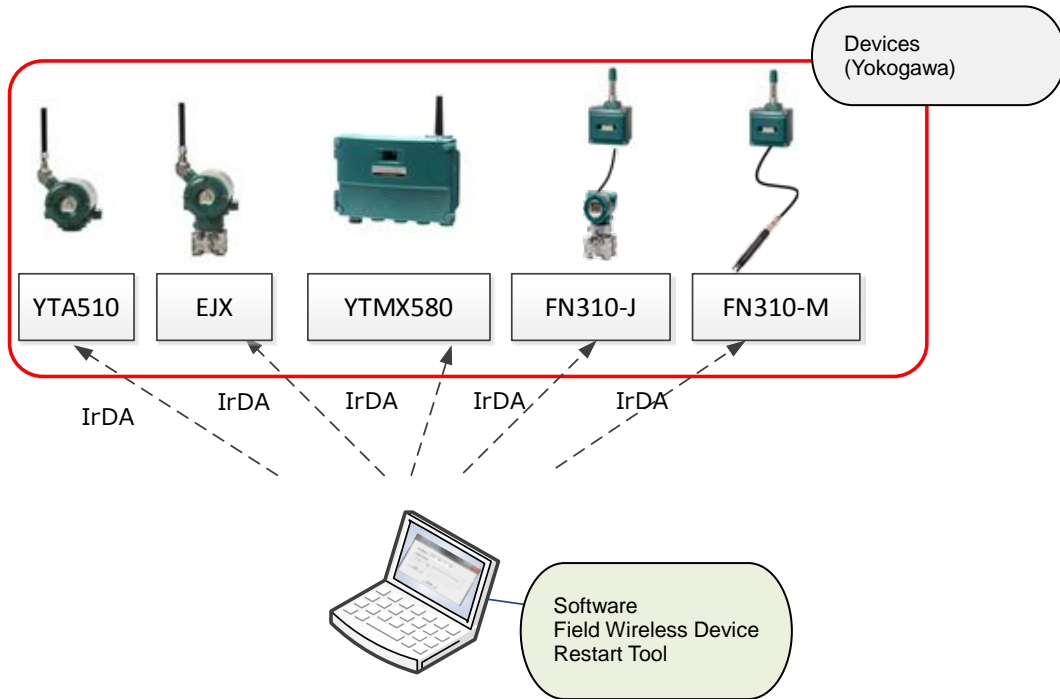 Devices
(Yokogawa)
YTA510
EJX
YTMX580
FN310-J
FN310-M
IrDA
IrDA
IrDA
IrDA
IrDA
Software
Field Wireless Device
Restart Tool